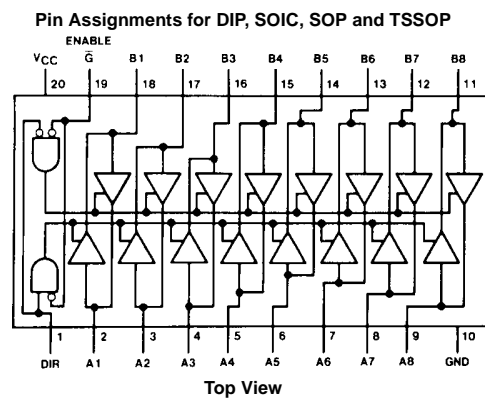 Pin Assignments for DIP, SOIC, SOP and TSSOP
ENABLE
VCC G B1 B2 B3 B4 B5 B6 B7 B8
20 19 18 17 16 15 14 13 12 11
1 2 3 4 5 6 7 8 9 10
DIR A1 A2 A3 A4 A5 A6 A7 A8 GND
Top View